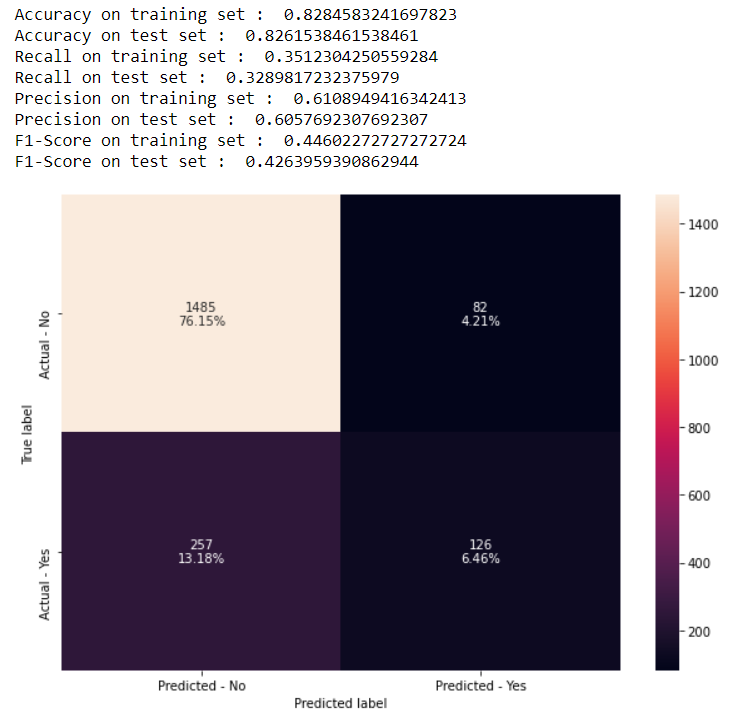 Accuracy on training set :  0.8284583241697823
Accuracy on test set :  0.8261538461538461
Recall on training set :  0.3512304250559284
Recall on test set :  0.3289817232375979
Precision on training set :  0.6108949416342413
Precision on test set :  0.6057692307692307
F1-Score on training set :  0.44602272727272724
F1-Score on test set :  0.4263959390862944
1485
76.15%
82
4.21%
257
13.18%
126
6.46%
Actual - No
Actual - Yes
True label
Predicted - No
Predicted - Yes
Predicted label
1400
1200
1000
800
600
400
200